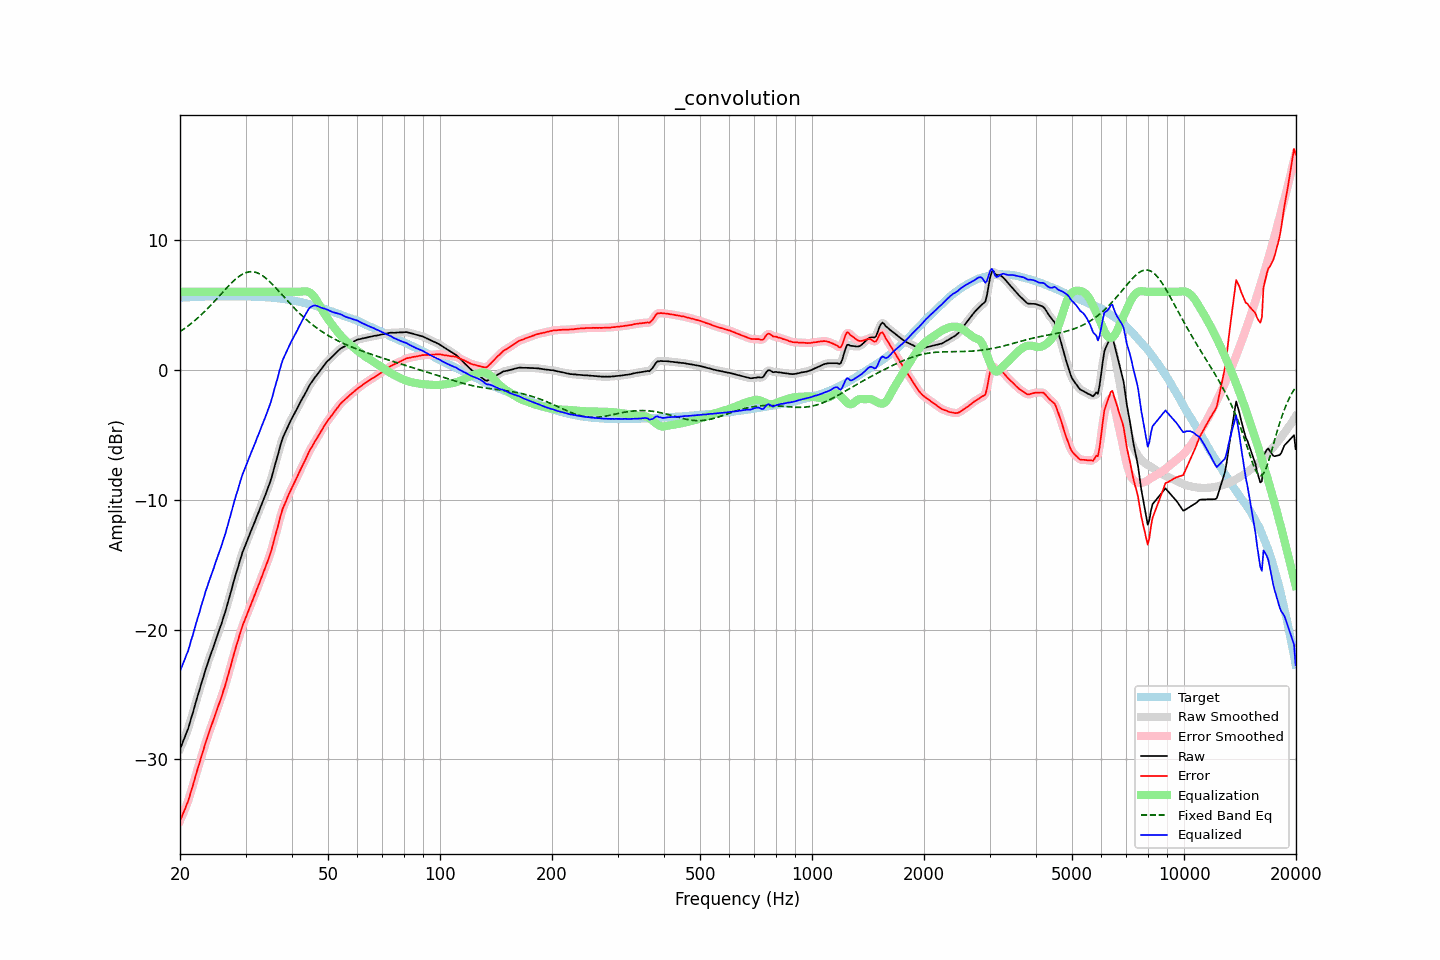 _convolution
Amplitude (dBr)
10
0
−10
−20
−30
20
50
100
200
500
1000
2000
5000
10000
20000
Frequency (Hz)
Target
Raw Smoothed
Error Smoothed
Raw
Error
Equalization
Fixed Band Eq
Equalized